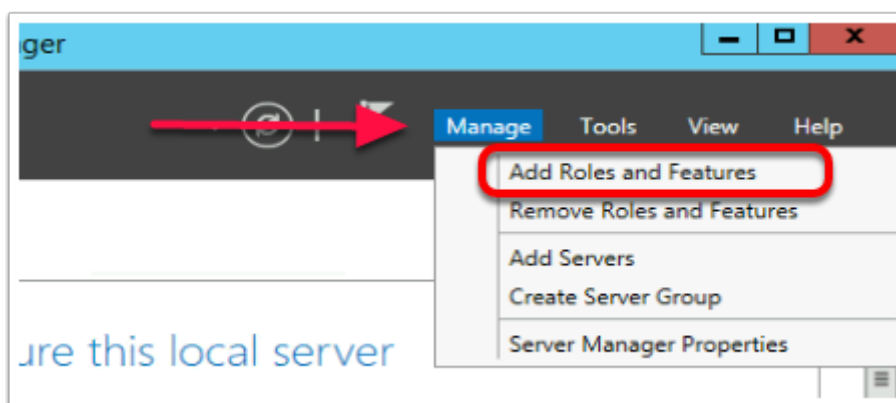 ger
Manage Tools View Help
Add Roles and Features
Remove Roles and Features
Add Servers
Create Server Group
Server Manager Properties
ure this local server